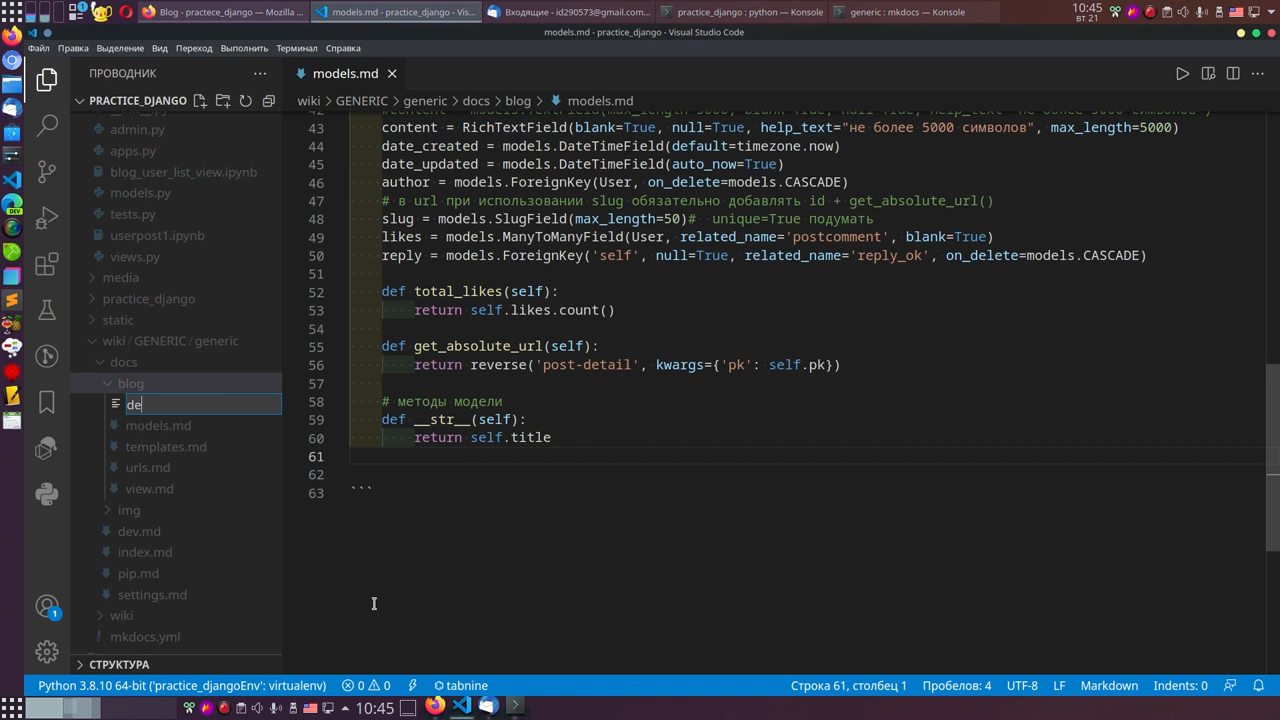 Blog - practece_django — Mozilla ...
models.md - practice_django - Vis...
Входящие - id290573@gmail.com...
practice_django : python — Konsole
generic : mkdocs — Konsole
10:45
вт 21
models.md - practice_django - Visual Studio Code
Файл Правка Выделение Вид Переход Выполнить Терминал Справка
ПРОВОДНИК
models.md
PRACTICE_DJANGO
wiki > GENERIC > generic > docs > blog > models.md
admin.py
apps.py
blog_user_list_view.ipynb
models.py
tests.py
userpost1.ipynb
views.py
media
practice_django
static
wiki / GENERIC / generic
docs
blog
de
models.md
templates.md
urls.md
view.md
img
dev.md
index.md
pip.md
settings.md
wiki
mkdocs.yml
СТРУКТУРА
43 content = RichTextField(blank=True, null=True, help_text="не более 5000 символов", max_length=5000)
44 date_created = models.DateTimeField(default=timezone.now)
45 date_updated = models.DateTimeField(auto_now=True)
46 author = models.ForeignKey(User, on_delete=models.CASCADE)
47 # в url при использовании slug обязательно добавлять id + get_absolute_url()
48 slug = models.SlugField(max_length=50)# unique=True подумать
49 likes = models.ManyToManyField(User, related_name='postcomment', blank=True)
50 reply = models.ForeignKey('self', null=True, related_name='reply_ok', on_delete=models.CASCADE)
51
52 def total_likes(self):
53 return self.likes.count()
54
55 def get_absolute_url(self):
56 return reverse('post-detail', kwargs={'pk': self.pk})
57
58 # методы модели
59 def __str__(self):
60 return self.title
61
62
63 ```
Python 3.8.10 64-bit ('practice_djangoEnv': virtualenv) 0 0 tabnine
Строка 61, столбец 1 Пробелов: 4 UTF-8 LF Markdown Indents: 0
10:45